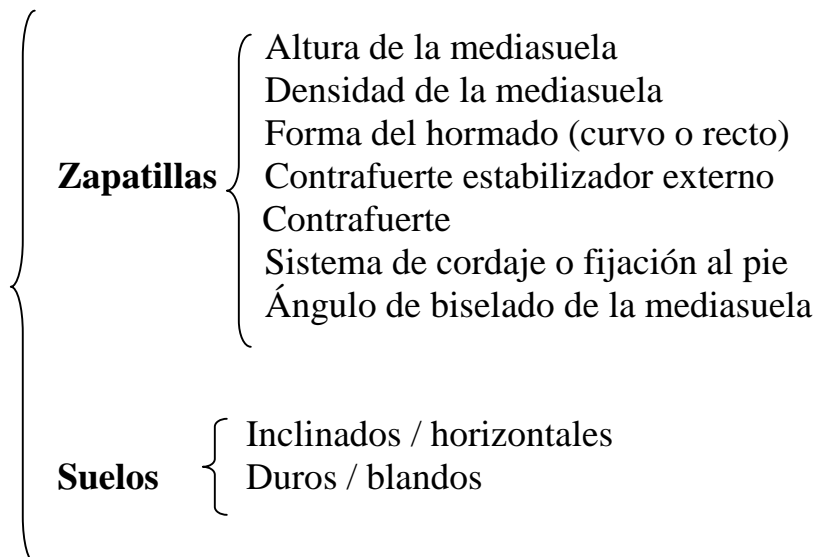 Altura de la mediasuela
Densidad de la mediasuela
Forma del hormado (curvo o recto)
Zapatillas Contrafuerte estabilizador externo
Contrafuerte
Sistema de cordaje o fijación al pie
Ángulo de biselado de la mediasuela
Inclinados / horizontales
Suelos Duros / blandos